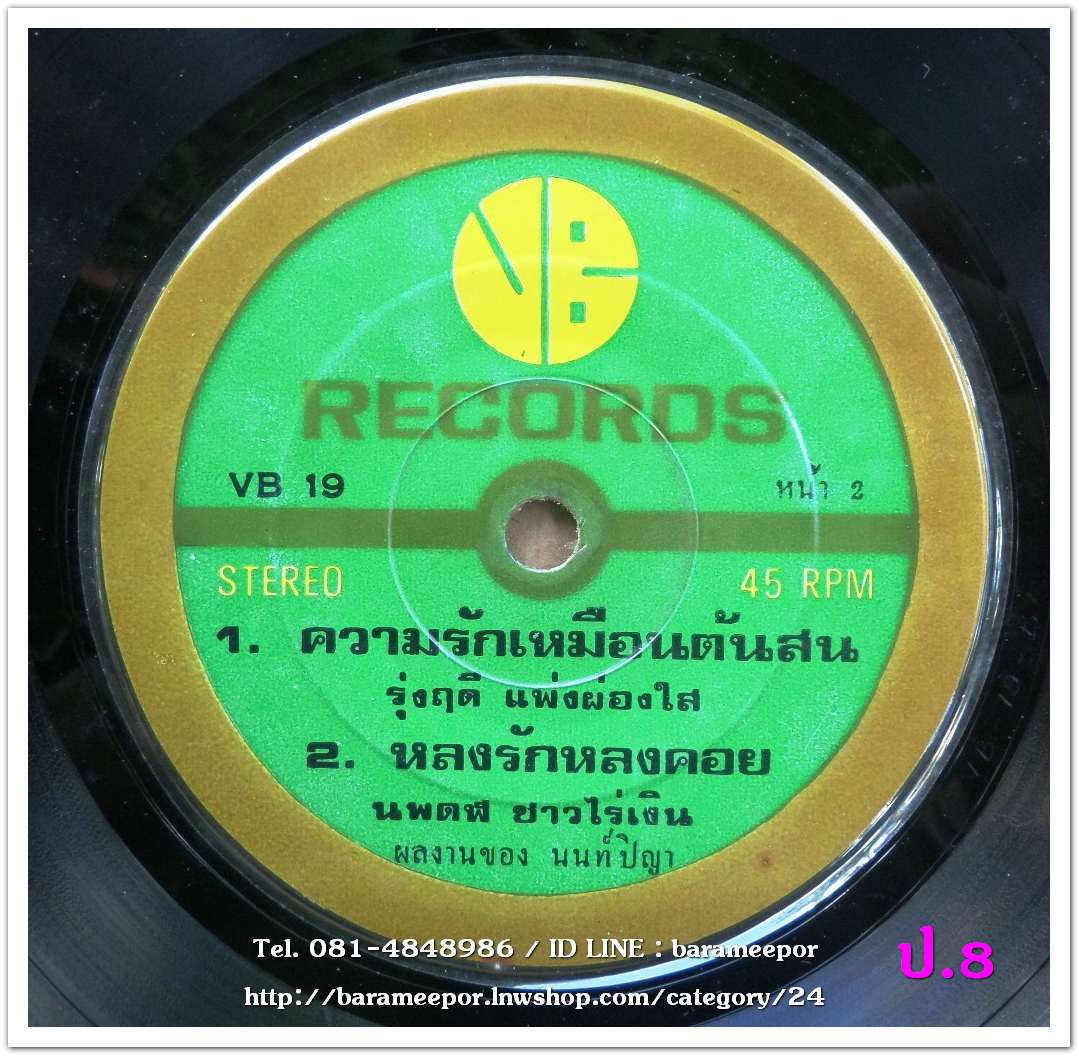 VB
RECORDS
VB 19 หน้า 2
STEREO 45 RPM
1. ความรักเหมือนต้นสน
รุ่งฤดี แพ่งผ่องใส
2. หลงรักหลงคอย
นพดฬ ชาวไร่เงิน
ผลงานของ นนท์ปิญา
Tel. 081-4848986 / ID LINE : barameepor
http://barameepor.lnwshop.com/category/24
ป.8